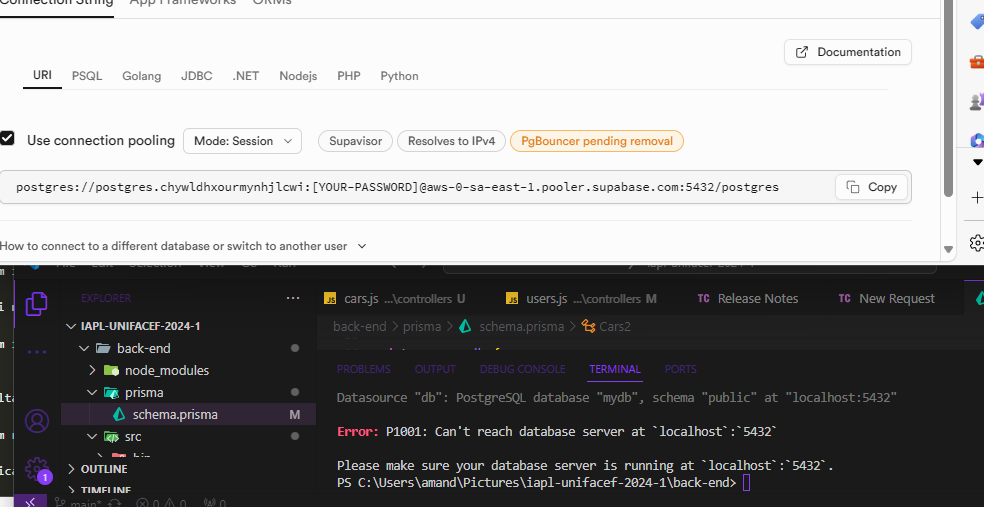 Connection String App Frameworks ORMs
Documentation
URI PSQL Golang JDBC .NET Nodejs PHP Python
Use connection pooling Mode: Session Supavisor Resolves to IPv4 PgBouncer pending removal
postgres://postgres.chywldhxourmynhjlcwi:[YOUR-PASSWORD]@aws-0-sa-east-1.pooler.supabase.com:5432/postgres Copy
How to connect to a different database or switch to another user
EXPLORER ...
JS cars.js ...\controllers U JS users.js ...\controllers M TC Release Notes TC New Request
IAPL-UNIFACEF-2024-1
back-end > prisma > schema.prisma > Cars2
back-end
node_modules
prisma
schema.prisma M
src
OUTLINE
TIMELINE
PROBLEMS OUTPUT DEBUG CONSOLE TERMINAL PORTS
Datasource "db": PostgreSQL database "mydb", schema "public" at "localhost:5432"
Error: P1001: Can't reach database server at `localhost`:`5432`
Please make sure your database server is running at `localhost`:`5432`.
PS C:\Users\amand\Pictures\iapl-unifacef-2024-1\back-end>
1
main*